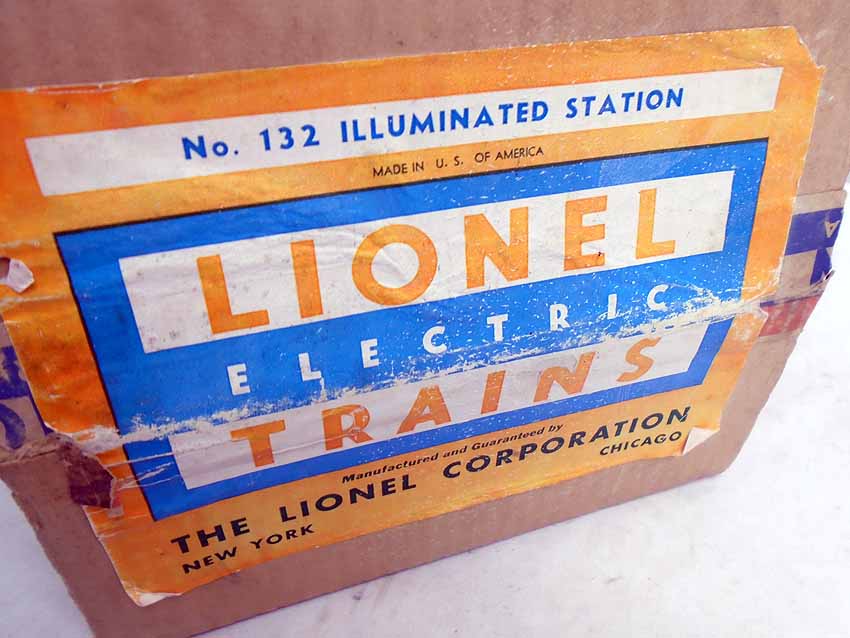 No. 132 ILLUMINATED STATION
MADE IN U. S. OF AMERICA
LIONEL
ELECTRIC
TRAINS
Manufactured and Guaranteed by
THE LIONEL CORPORATION
NEW YORK CHICAGO